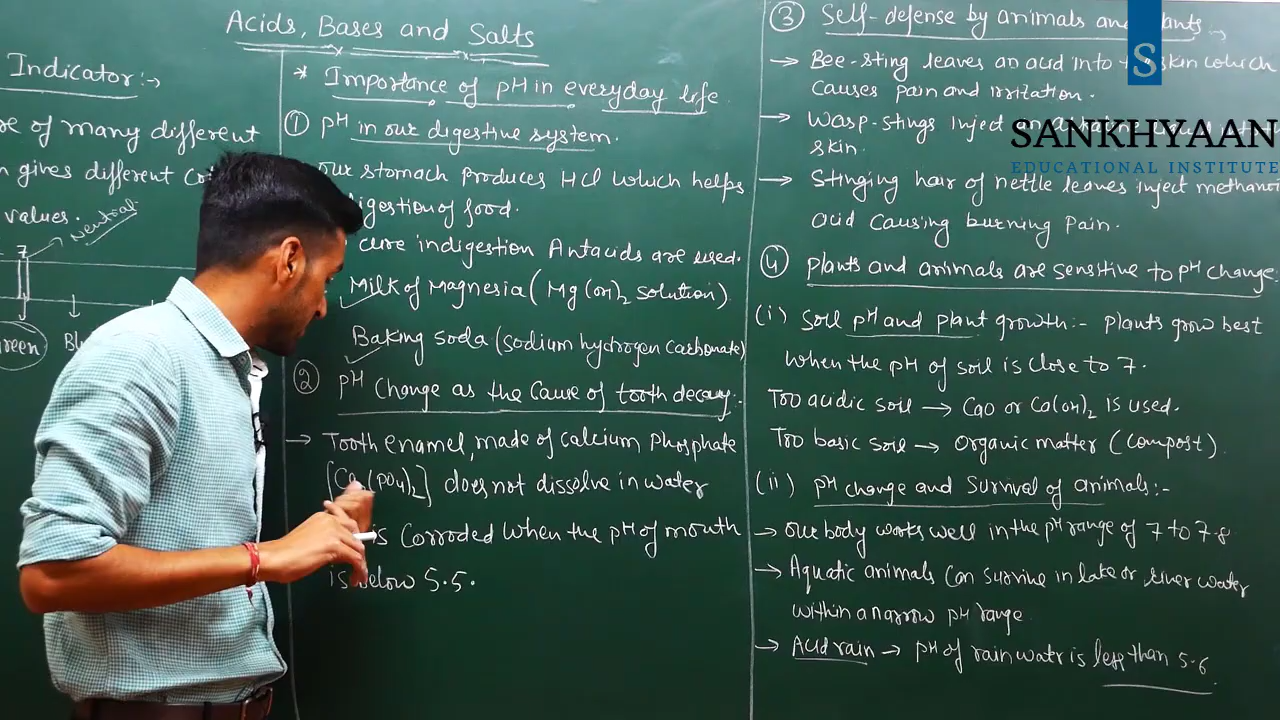 Acids, Bases and Salts
Indicator:→
of many different
gives different
values.
7
Neutral
* Importance of pH in everyday life
① pH in our digestive system.
our stomach produces HCl which helps
digestion of food.
cure indigestion Antacids are used.
Milk of Magnesia (Mg(OH)₂ solution)
Baking soda (sodium hydrogen carbonate)
② pH change as the cause of tooth decay:-
→ Tooth enamel, made of calcium phosphate
(PO₄)₂] does not dissolve in water
is corroded when the pH of mouth
is below 5.5.
③ Self-defense by animals and plants
→ Bee-sting leaves an acid into skin which
causes pain and irritation.
→ Wasp-stings inject an
skin.
→ Stinging hair of nettle leaves inject methanoi
acid causing burning pain.
④ plants and animals are sensitive to pH change.
(i) Soil pH and plant growth:- plants grow best
when the pH of soil is close to 7.
Too acidic soil → CaO or Ca(OH)₂ is used.
Too basic soil → organic matter (compost).
(ii) pH change and Survival of animals:-
→ our body works well in the pH range of 7 to 7.8
→ Aquatic animals can survive in lake or river water
within a narrow pH range
→ Acid rain → pH of rain water is less than 5.6
S
SANKHYAAN
EDUCATIONAL INSTITUTE